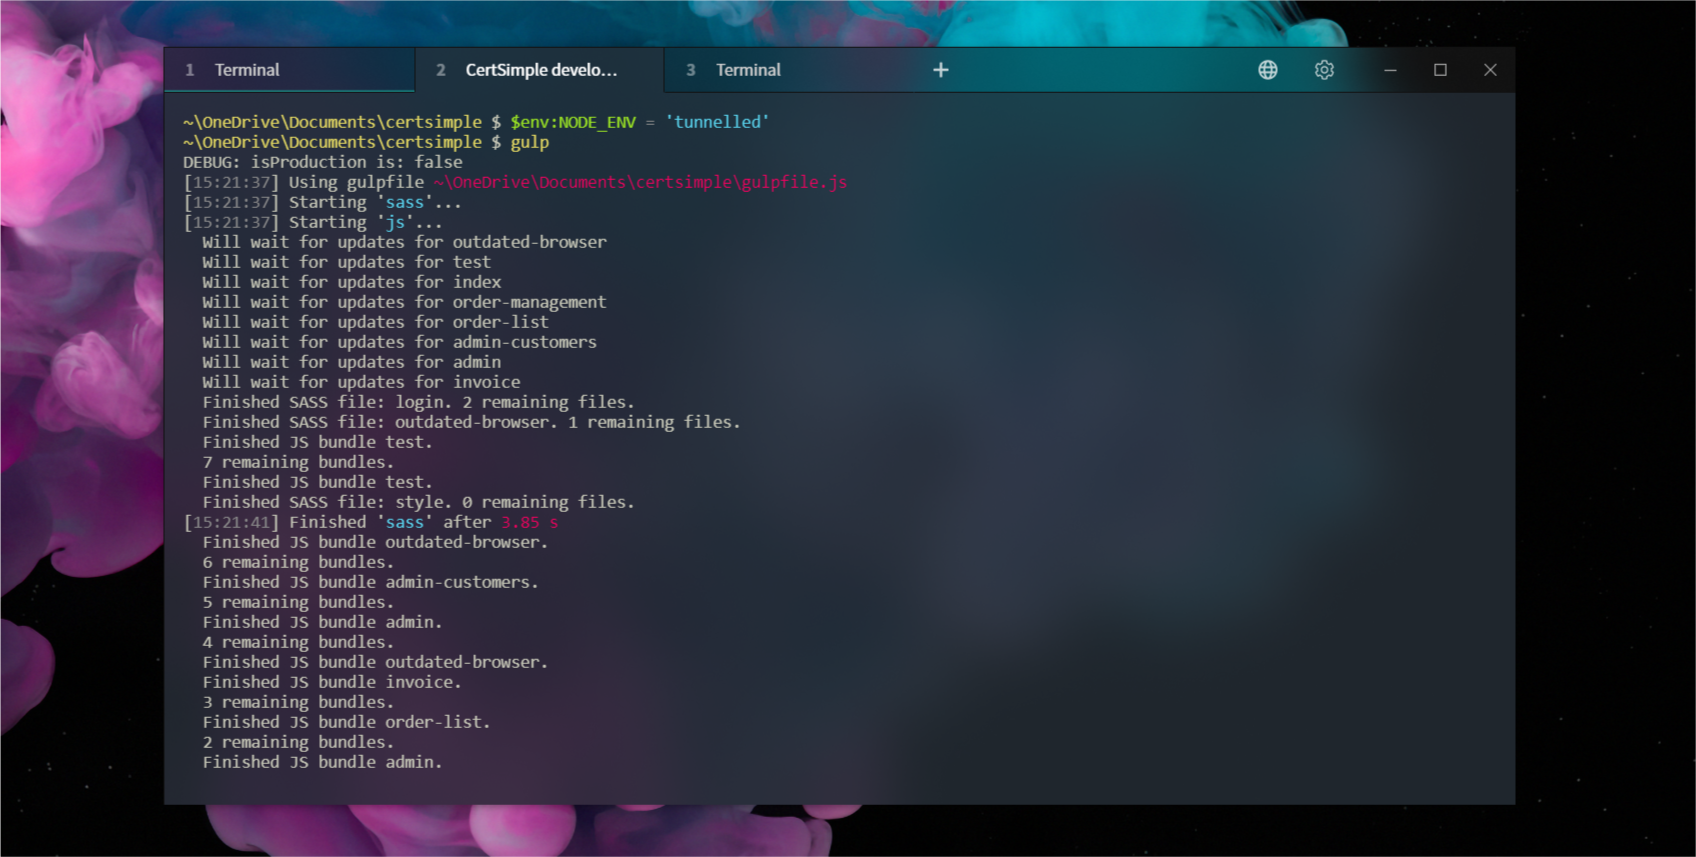 1 Terminal 2 CertSimple develo... 3 Terminal
~\OneDrive\Documents\certsimple $ $env:NODE_ENV = 'tunnelled'
~\OneDrive\Documents\certsimple $ gulp
DEBUG: isProduction is: false
[15:21:37] Using gulpfile ~\OneDrive\Documents\certsimple\gulpfile.js
[15:21:37] Starting 'sass'...
[15:21:37] Starting 'js'...
Will wait for updates for outdated-browser
Will wait for updates for test
Will wait for updates for index
Will wait for updates for order-management
Will wait for updates for order-list
Will wait for updates for admin-customers
Will wait for updates for admin
Will wait for updates for invoice
Finished SASS file: login. 2 remaining files.
Finished SASS file: outdated-browser. 1 remaining files.
Finished JS bundle test.
7 remaining bundles.
Finished JS bundle test.
Finished SASS file: style. 0 remaining files.
[15:21:41] Finished 'sass' after 3.85 s
Finished JS bundle outdated-browser.
6 remaining bundles.
Finished JS bundle admin-customers.
5 remaining bundles.
Finished JS bundle admin.
4 remaining bundles.
Finished JS bundle outdated-browser.
Finished JS bundle invoice.
3 remaining bundles.
Finished JS bundle order-list.
2 remaining bundles.
Finished JS bundle admin.